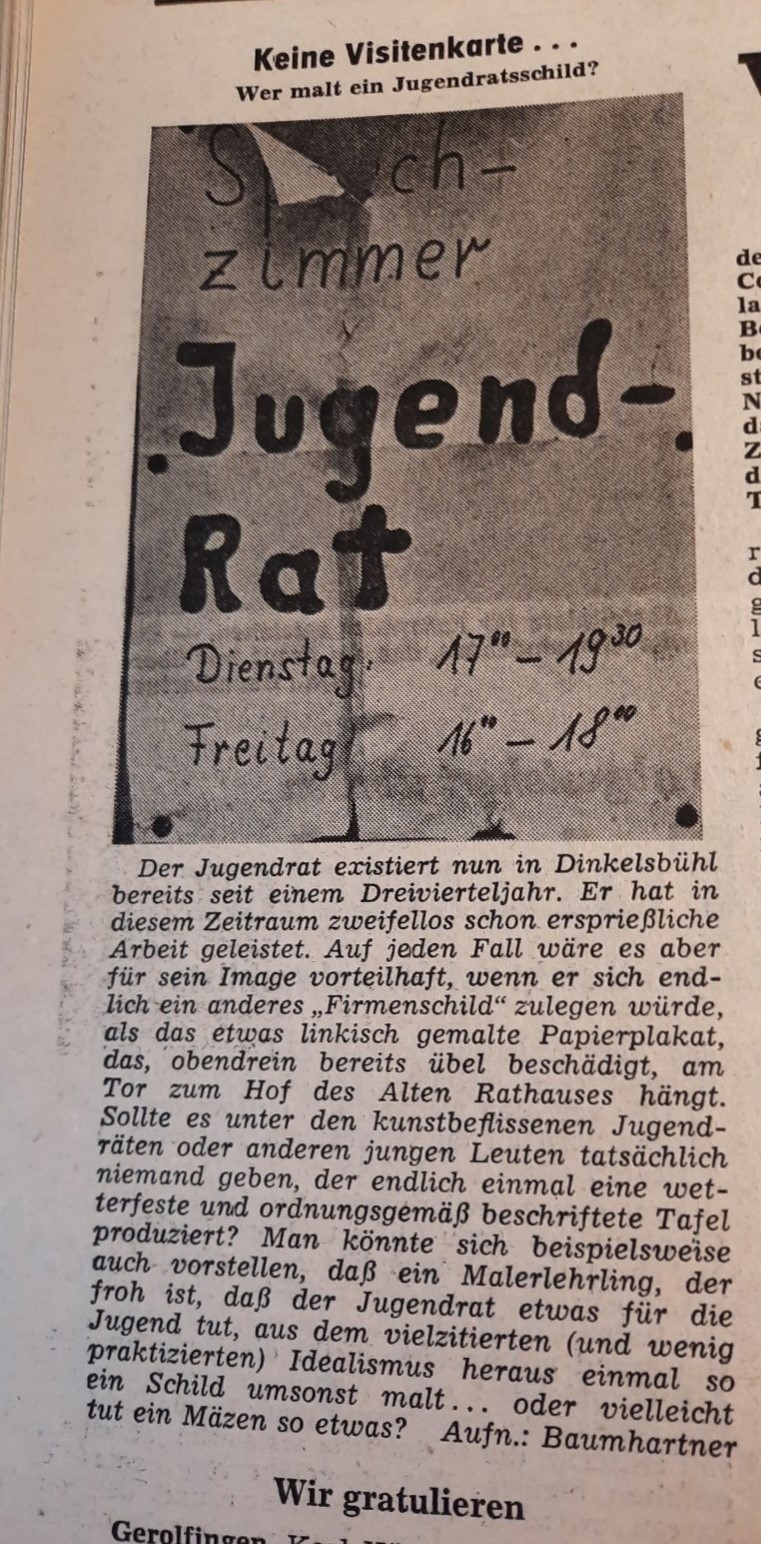 Keine Visitenkarte . . .
Wer malt ein Jugendratsschild?
zimmer
Jugend-
Rat
Dienstag. 17⁰⁰ – 19³⁰
Freitag 16⁰⁰ – 18⁰⁰
Der Jugendrat existiert nun in Dinkelsbühl
bereits seit einem Dreivierteljahr. Er hat in
diesem Zeitraum zweifellos schon ersprießliche
Arbeit geleistet. Auf jeden Fall wäre es aber
für sein Image vorteilhaft, wenn er sich end-
lich ein anderes „Firmenschild“ zulegen würde,
als das etwas linkisch gemalte Papierplakat,
das, obendrein bereits übel beschädigt, am
Tor zum Hof des Alten Rathauses hängt.
Sollte es unter den kunstbeflissenen Jugend-
räten oder anderen jungen Leuten tatsächlich
niemand geben, der endlich einmal eine wet-
terfeste und ordnungsgemäß beschriftete Tafel
produziert? Man könnte sich beispielsweise
auch vorstellen, daß ein Malerlehrling, der
froh ist, daß der Jugendrat etwas für die
Jugend tut, aus dem vielzitierten (und wenig
praktizierten) Idealismus heraus einmal so
ein Schild umsonst malt... oder vielleicht
tut ein Mäzen so etwas? Aufn.: Baumhartner
Wir gratulieren
Gerolfingen.